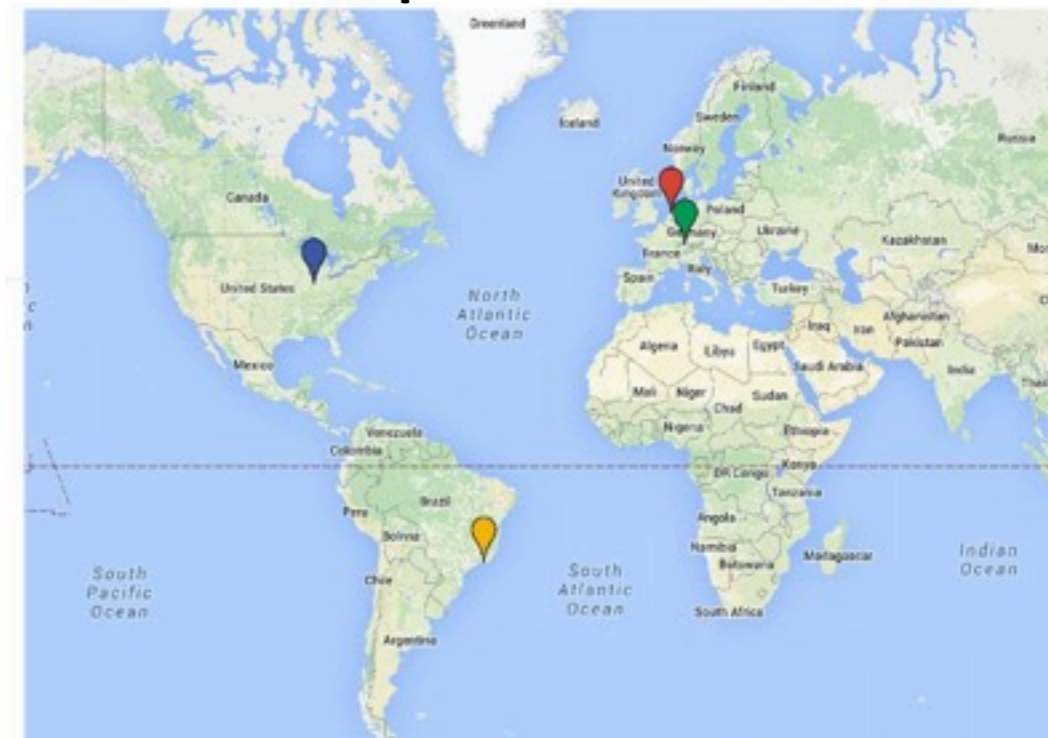 Greenland
Finland
Iceland
Sweden
Russia
Norway
Canada
United
Kingdom
Poland
Germany
Ukraine
Kazakhstan
France
United States
Spain
Italy
North
Atlantic
Ocean
Turkey
Afghanistan
Iraq
Iran
Pakistan
Mexico
Algeria
Libya
Egypt
Saudi Arabia
India
Mali
Niger
Sudan
Chad
Venezuela
Nigeria
Ethiopia
Colombia
DR Congo
Kenya
Brazil
Tanzania
Peru
Angola
Bolivia
Namibia
Madagascar
Botswana
Indian
Ocean
South
Pacific
Ocean
Chile
South
Atlantic
Ocean
South Africa
Argentina